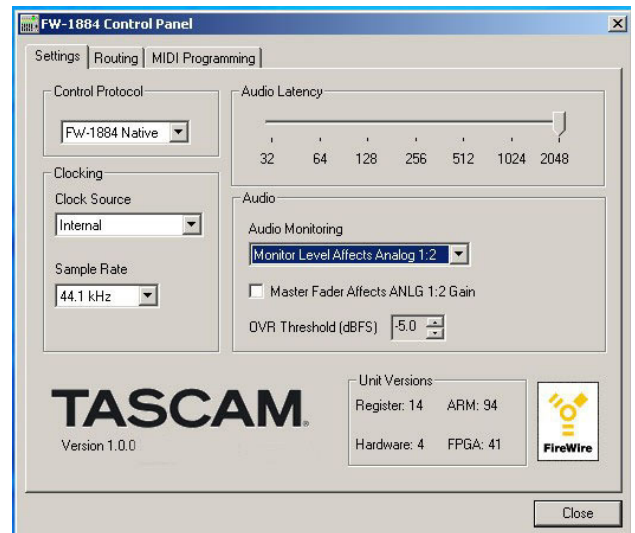 FW-1884 Control Panel
Settings Routing MIDI Programming
Control Protocol
FW-1884 Native
Clocking
Clock Source
Internal
Sample Rate
44.1 kHz
Audio Latency
32 64 128 256 512 1024 2048
Audio
Audio Monitoring
Monitor Level Affects Analog 1:2
Master Fader Affects ANLG 1:2 Gain
OVR Threshold (dBFS) -5.0
TASCAM.
Version 1.0.0
Unit Versions
Register: 14 ARM: 94
Hardware: 4 FPGA: 41
FireWire
Close